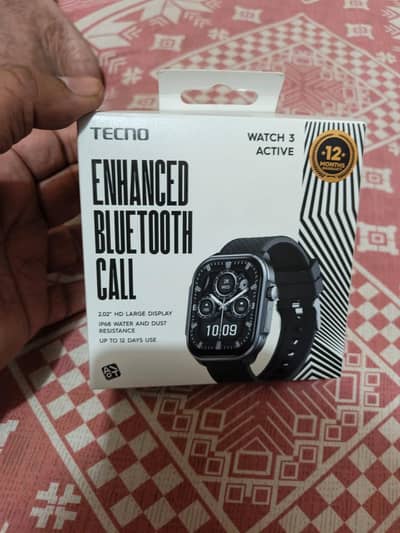 TECNO
WATCH 3
ACTIVE
12
MONTHS
ENHANCED
BLUETOOTH
CALL
2.02" HD LARGE DISPLAY
IP68 WATER AND DUST
RESISTANCE
UP TO 12 DAYS USE
10:09